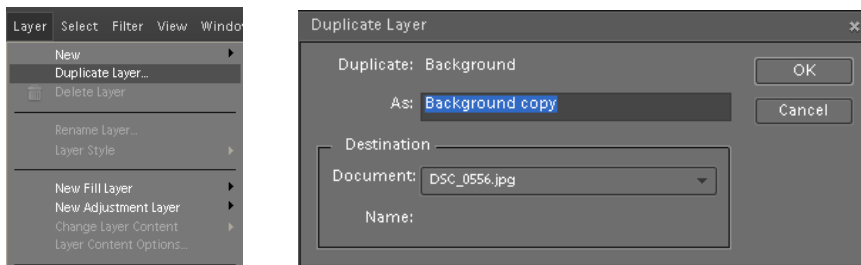 Layer Select Filter View Windo
New
Duplicate Layer...
Delete Layer
Rename Layer...
Layer Style
New Fill Layer
New Adjustment Layer
Change Layer Content
Layer Content Options...
Duplicate Layer
Duplicate: Background
OK
As: Background copy
Cancel
Destination
Document: DSC_0556.jpg
Name: